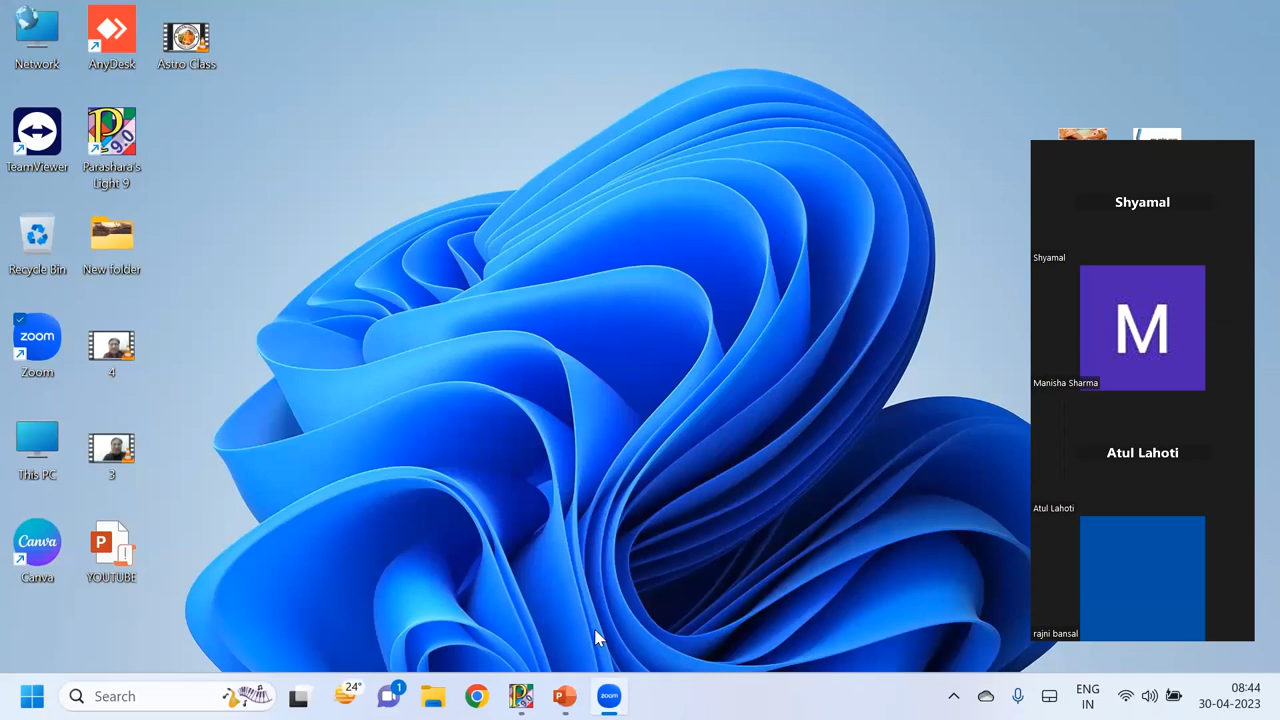 Network
AnyDesk
Astro Class
TeamViewer
Parashara's
Light 9
P
9.0
Recycle Bin
New folder
zoom
Zoom
4
This PC
3
Canva
Canva
P
YOUTUBE
Shyamal
Shyamal
M
Manisha Sharma
Atul Lahoti
Atul Lahoti
rajni bansal
Search
24°
1
P
zoom
ENG
IN
08:44
30-04-2023